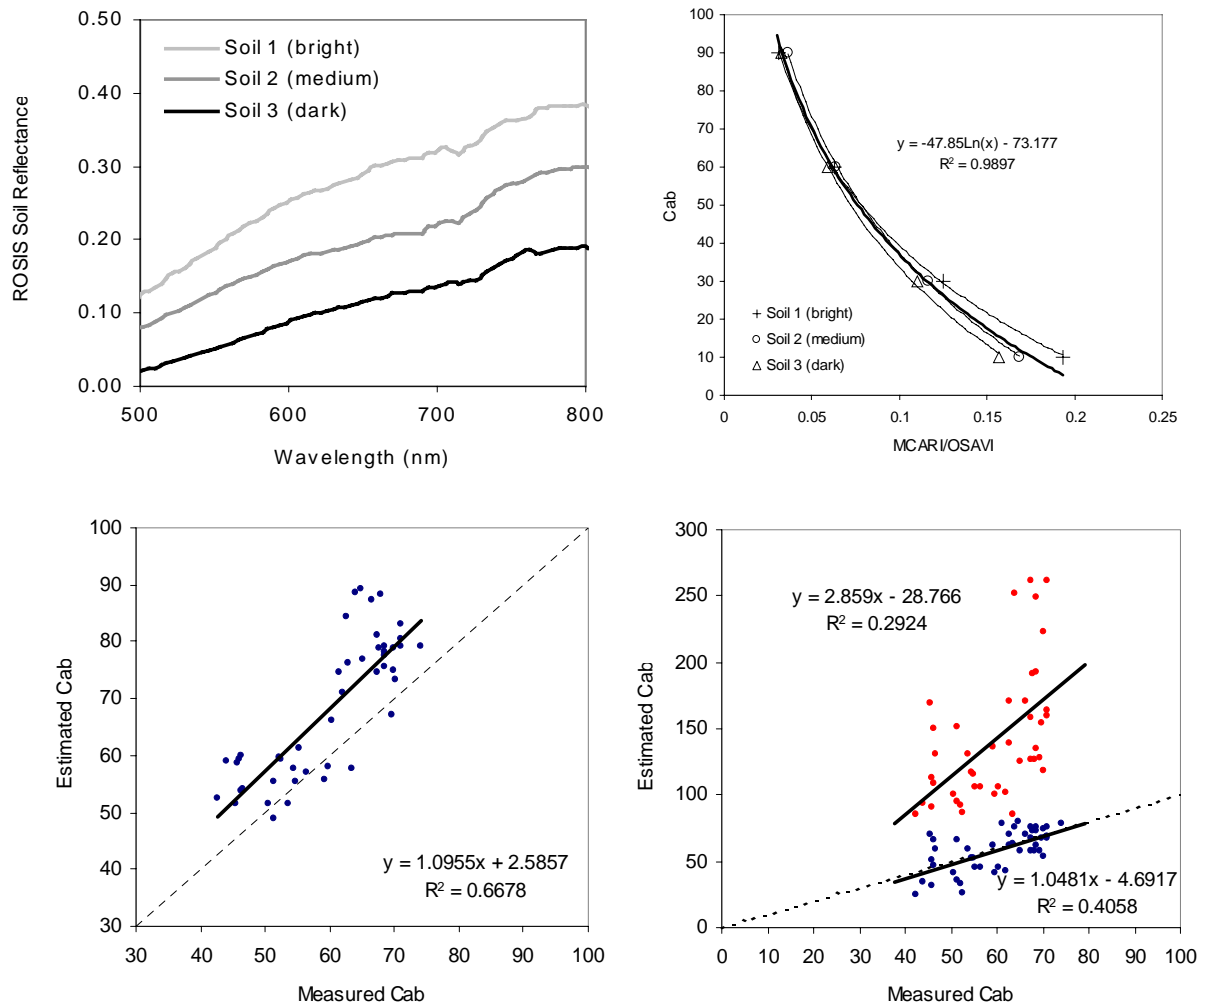 0.50
0.40
0.30
0.20
0.10
0.00
ROSIS Soil Reflectance
Soil 1 (bright)
Soil 2 (medium)
Soil 3 (dark)
500 600 700 800
Wavelength (nm)
100
90
80
70
60
50
40
30
20
10
0
Cab
y = -47.85Ln(x) - 73.177
R² = 0.9897
Soil 1 (bright)
Soil 2 (medium)
Soil 3 (dark)
0 0.05 0.1 0.15 0.2 0.25
MCARI/OSAVI
100
90
80
70
60
50
40
30
Estimated Cab
y = 1.0955x + 2.5857
R² = 0.6678
30 40 50 60 70 80 90 100
Measured Cab
300
250
200
150
100
50
0
Estimated Cab
y = 2.859x - 28.766
R² = 0.2924
y = 1.0481x - 4.6917
R² = 0.4058
0 10 20 30 40 50 60 70 80 90 100
Measured Cab